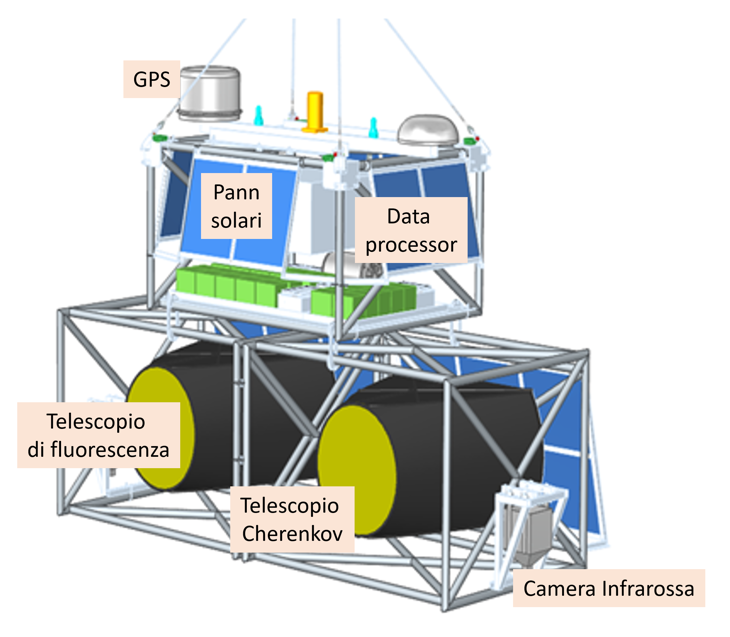 GPS
Pann
solari
Data
processor
Telescopio
di fluorescenza
Telescopio
Cherenkov
Camera Infrarossa